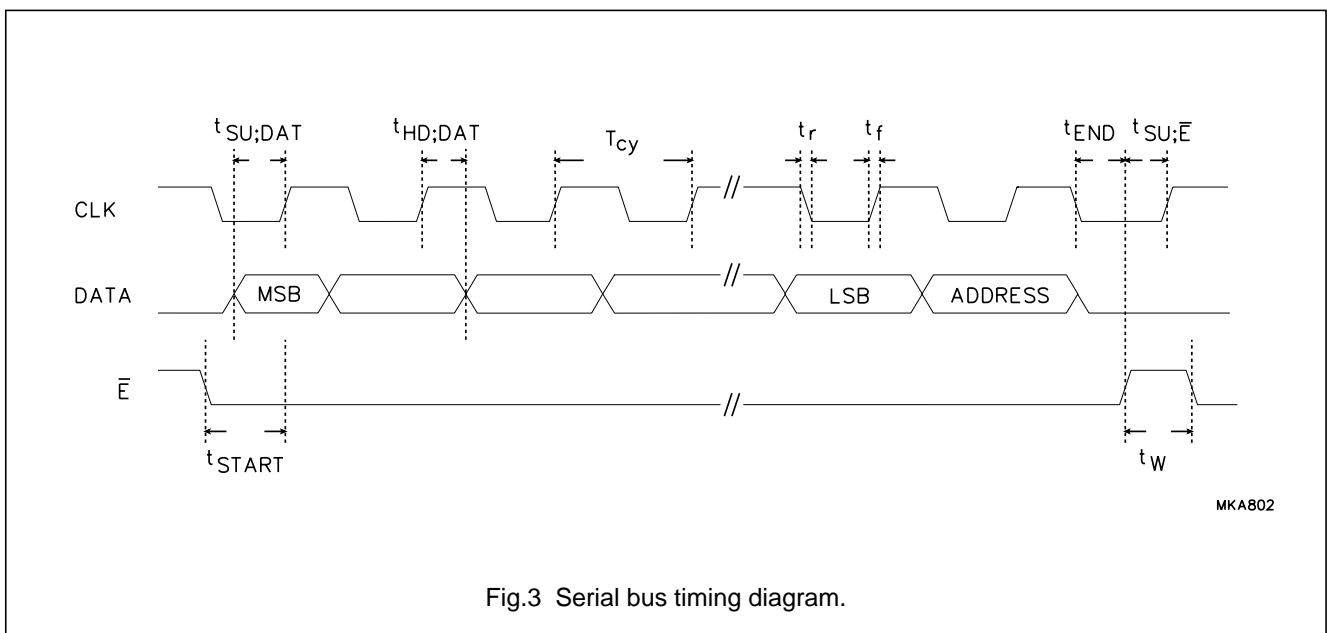 tSU;DAT tHD;DAT Tcy tr tf tEND tSU;E̅
CLK
DATA MSB LSB ADDRESS
E̅
tSTART tW
MKA802
Fig.3 Serial bus timing diagram.